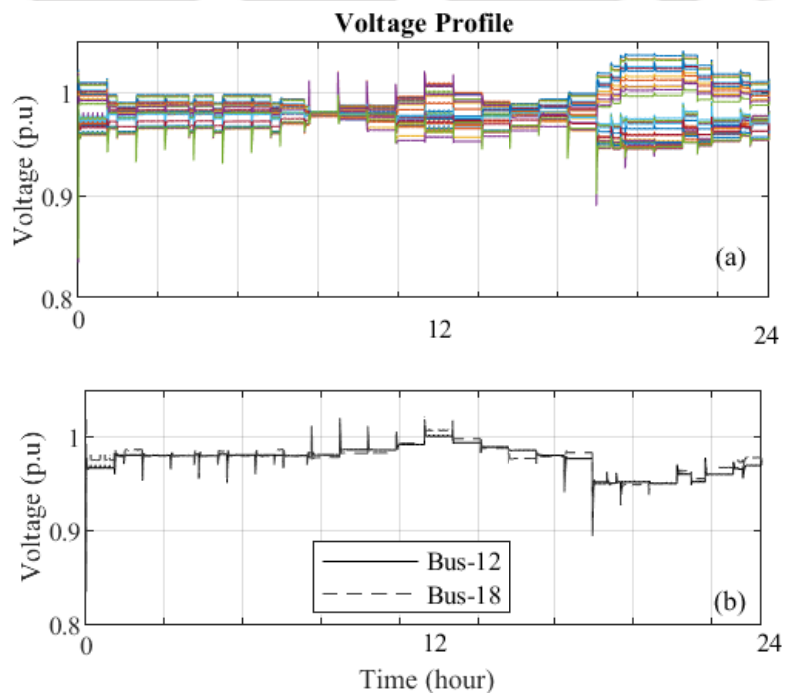 Voltage Profile
Voltage (p.u)
1
0.9
0.8
(a)
0
12
24
Voltage (p.u)
1
0.9
0.8
Bus-12
Bus-18
(b)
0
12
24
Time (hour)